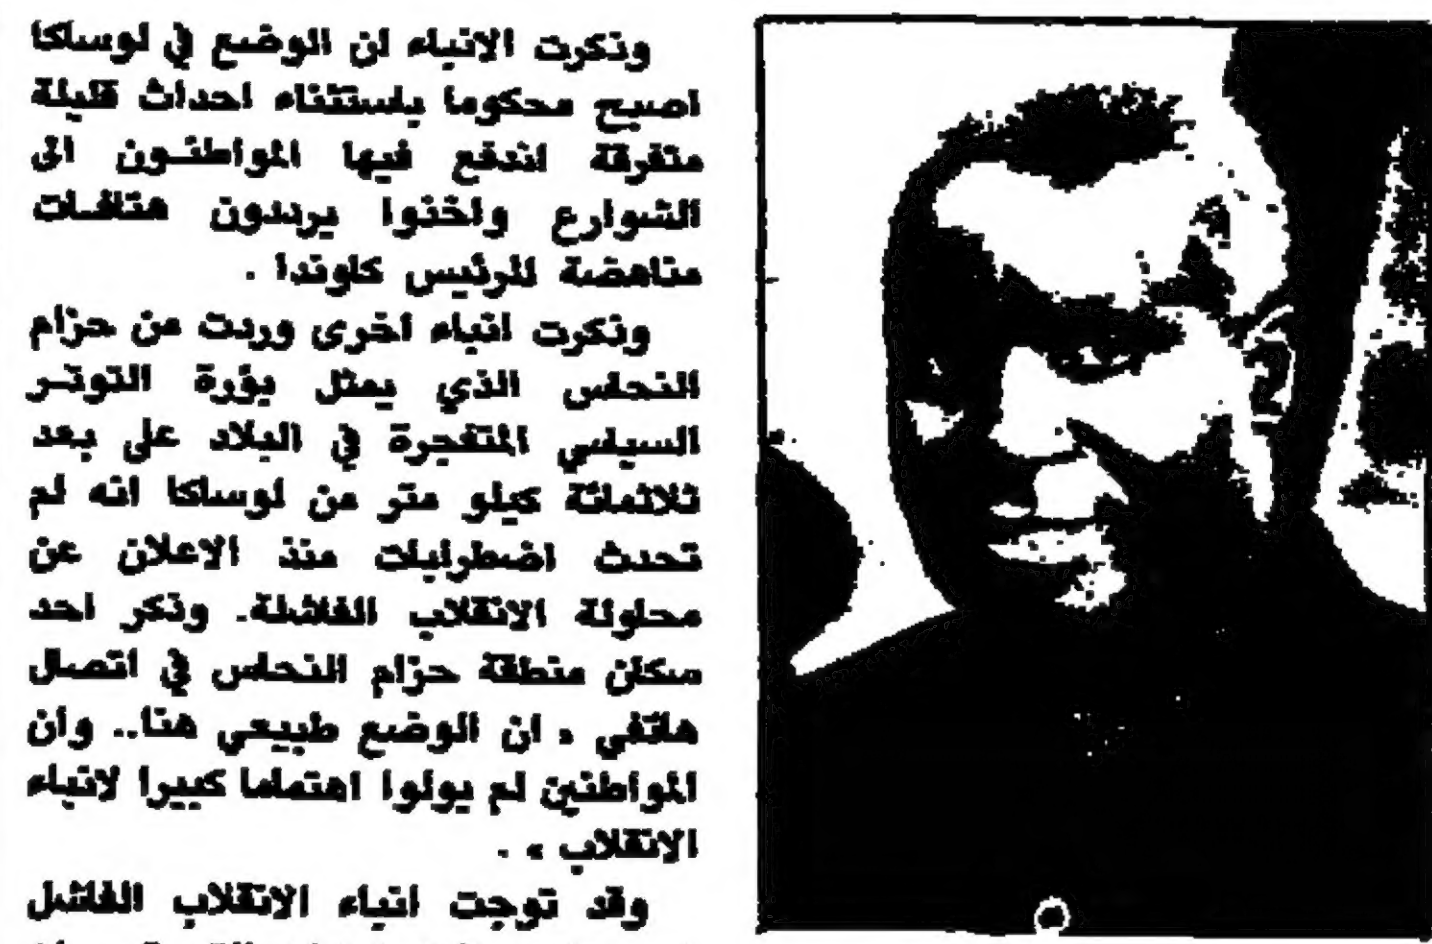 وذكرت الانباء ان الوضع في لوساكا
اصبح محكوما باستثناء احداث قليلة
متفرقة اندفع فيها المواطنون الى
الشوارع واخذوا يرددون هتافات
مناهضة للرئيس كاوندا .
وذكرت انباء اخرى وردت عن حزام
النحاس الذي يمثل بؤرة التوتر
السياسي المتفجرة في البلاد على بعد
ثلاثمائة كيلو متر من لوساكا انه لم
تحدث اضطرابات منذ الاعلان عن
محاولة الانقلاب الفاشلة. وذكر احد
سكان منطقة حزام النحاس في اتصال
هاتفي « ان الوضع طبيعي هنا.. وان
المواطنين لم يولوا اهتماما كبيرا لانباء
الانقلاب » .
وقد توجت انباء الانقلاب الفاشل